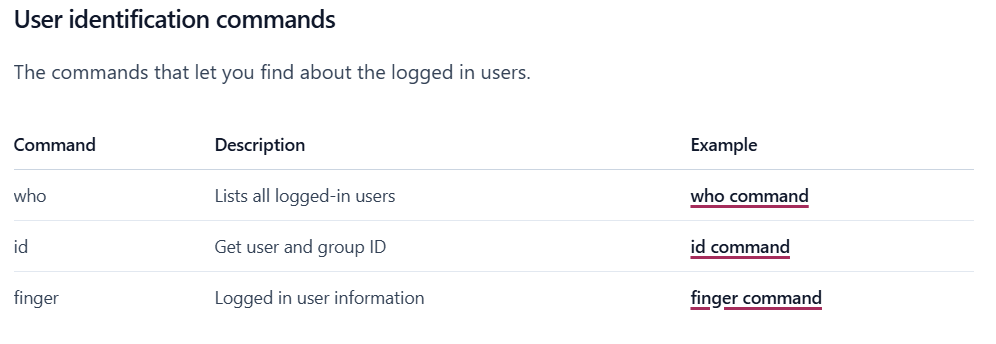 User identification commands
The commands that let you find about the logged in users.
Command Description Example
who Lists all logged-in users who command
id Get user and group ID id command
finger Logged in user information finger command